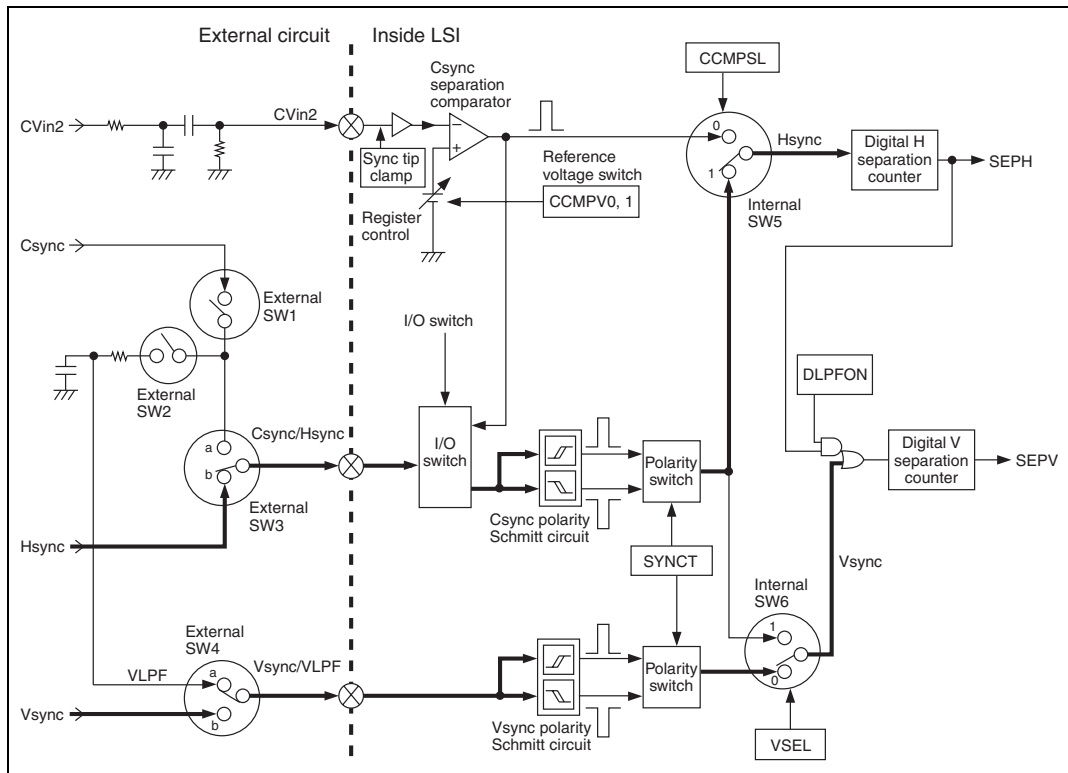 External circuit
Inside LSI
CVin2
CVin2
Sync tip
clamp
Csync
separation
comparator
−
+
Register
control
Reference
voltage switch
CCMPV0, 1
CCMPSL
0
1
Hsync
Internal
SW5
Digital H
separation
counter
SEPH
Csync
External
SW1
External
SW2
I/O switch
I/O
switch
a
b
Csync/Hsync
External
SW3
Hsync
Csync polarity
Schmitt circuit
Polarity
switch
SYNCT
DLPFON
Digital V
separation
counter
SEPV
Vsync
Internal
SW6
1
0
VSEL
External
SW4
VLPF
a
b
Vsync/VLPF
Vsync
Vsync polarity
Schmitt circuit
Polarity
switch